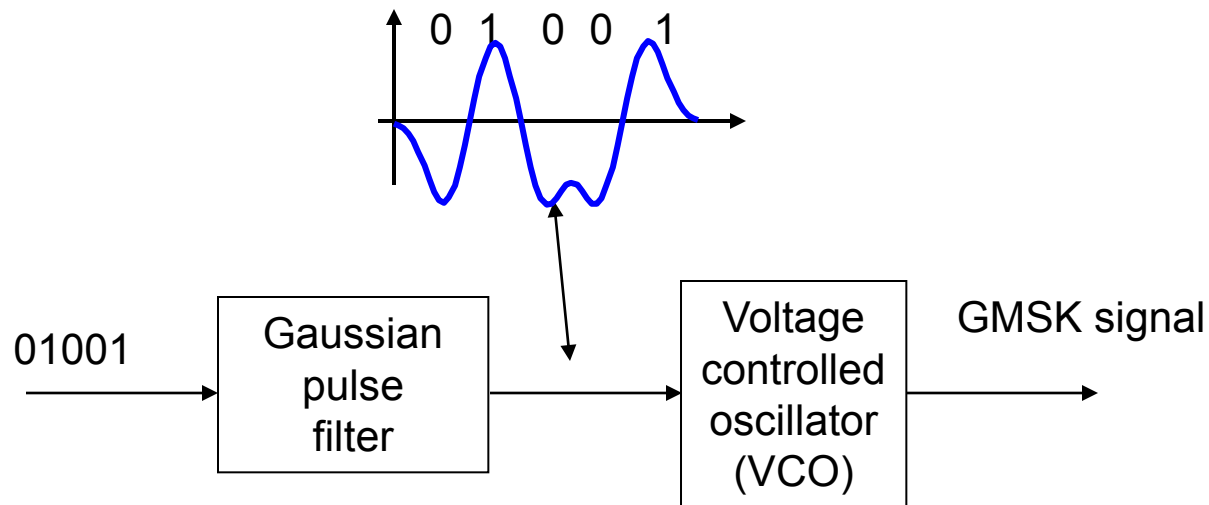 0 1 0 0 1
01001
Gaussian
pulse
filter
Voltage
controlled
oscillator
(VCO)
GMSK signal